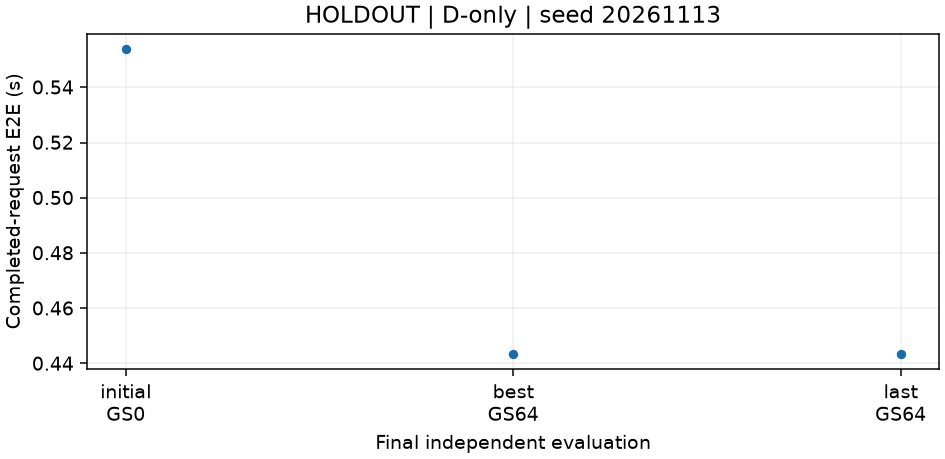 HOLDOUT | D-only | seed 20261113
Completed-request E2E (s)
0.54
0.52
0.50
0.48
0.46
0.44
initial
GS0
best
GS64
last
GS64
Final independent evaluation